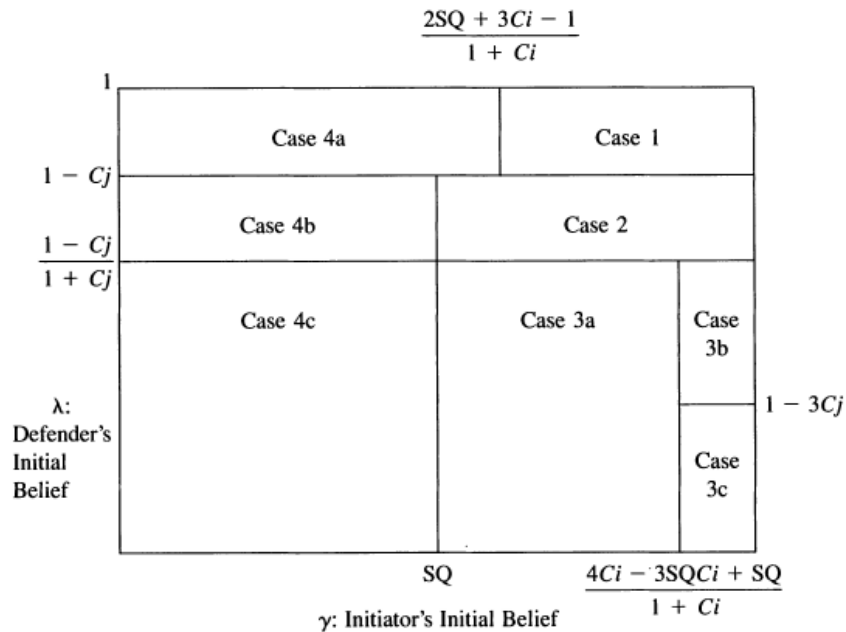 2SQ + 3Ci − 1
1 + Ci
1
Case 4a
Case 1
1 − Cj
Case 4b
Case 2
1 − Cj
1 + Cj
Case 4c
Case 3a
Case
3b
λ:
Defender's
Initial
Belief
1 − 3Cj
Case
3c
SQ
4Ci − 3SQCi + SQ
1 + Ci
γ: Initiator's Initial Belief